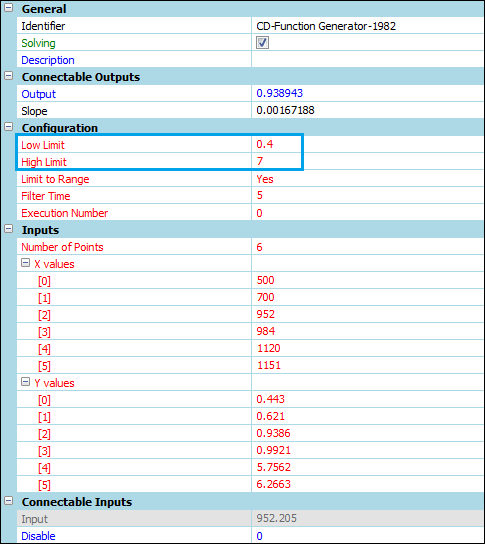 General
Identifier CD-Function Generator-1982
Solving
Description
Connectable Outputs
Output 0.938943
Slope 0.00167188
Configuration
Low Limit 0.4
High Limit 7
Limit to Range Yes
Filter Time 5
Execution Number 0
Inputs
Number of Points 6
X values
[0] 500
[1] 700
[2] 952
[3] 984
[4] 1120
[5] 1151
Y values
[0] 0.443
[1] 0.621
[2] 0.9386
[3] 0.9921
[4] 5.7562
[5] 6.2663
Connectable Inputs
Input 952.205
Disable 0